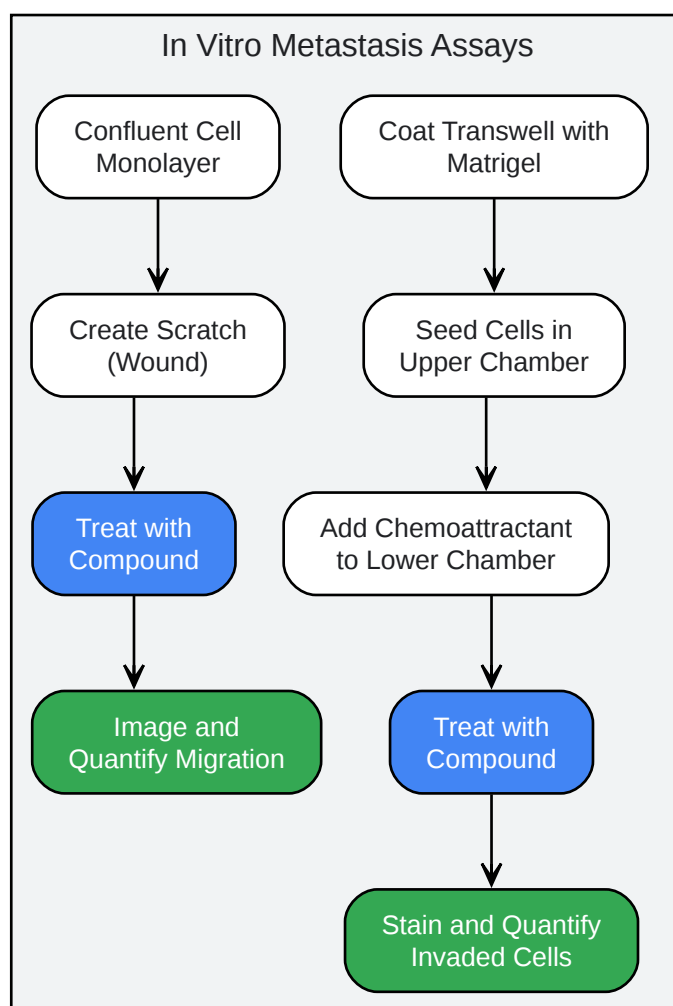 In Vitro Metastasis Assays
Confluent Cell
Monolayer
Create Scratch
(Wound)
Treat with
Compound
Image and
Quantify Migration
Coat Transwell with
Matrigel
Seed Cells in
Upper Chamber
Add Chemoattractant
to Lower Chamber
Treat with
Compound
Stain and Quantify
Invaded Cells